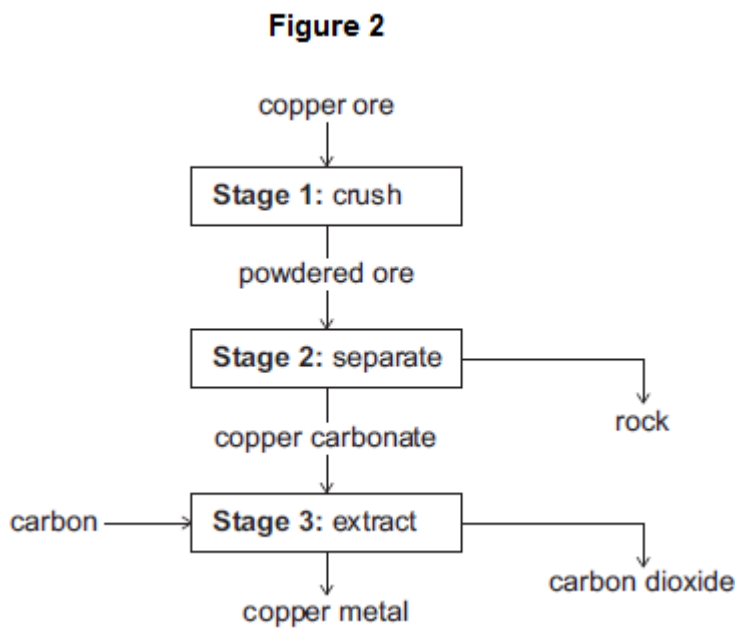 Figure 2
copper ore
Stage 1: crush
powdered ore
Stage 2: separate
rock
copper carbonate
carbon
Stage 3: extract
carbon dioxide
copper metal